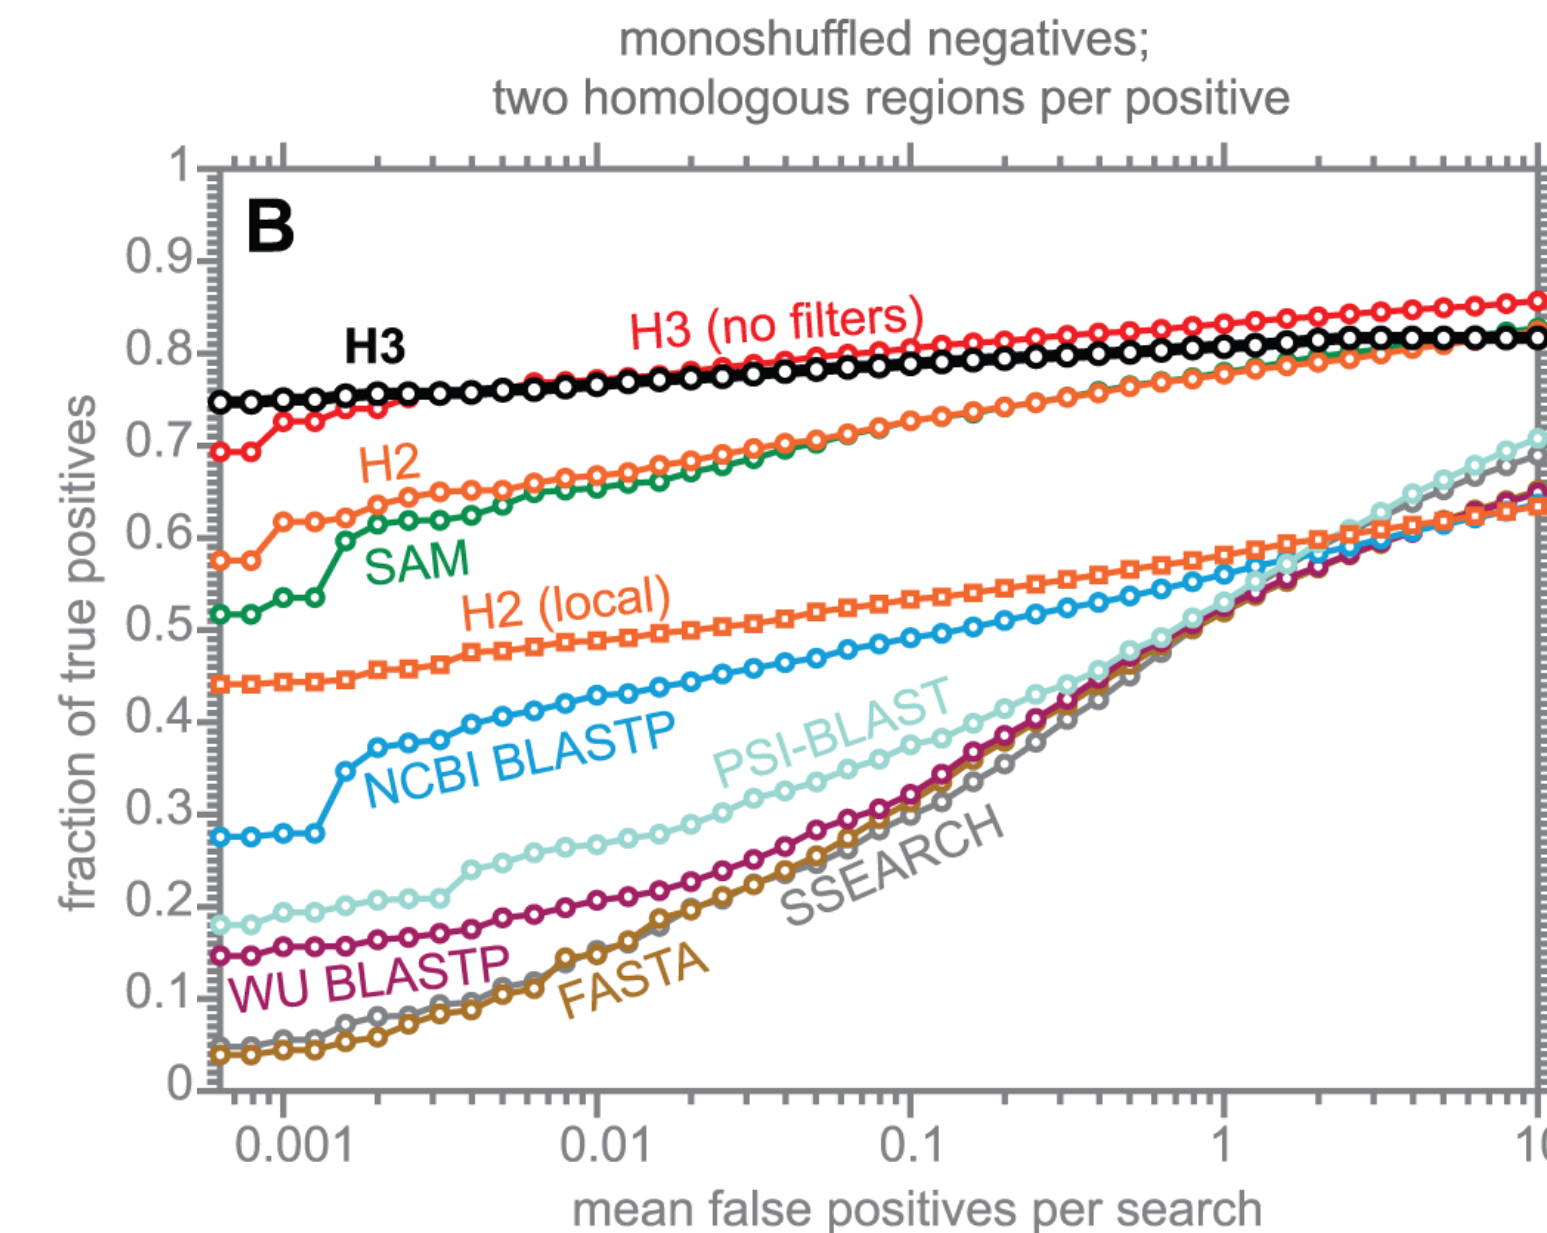 monoshuffled negatives;
two homologous regions per positive
B
1
0.9
0.8
0.7
0.6
0.5
0.4
0.3
0.2
0.1
0
fraction of true positives
H3
H3 (no filters)
H2
SAM
H2 (local)
NCBI BLASTP
PSI-BLAST
SSEARCH
WU BLASTP
FASTA
0.001 0.01 0.1 1 10
mean false positives per search